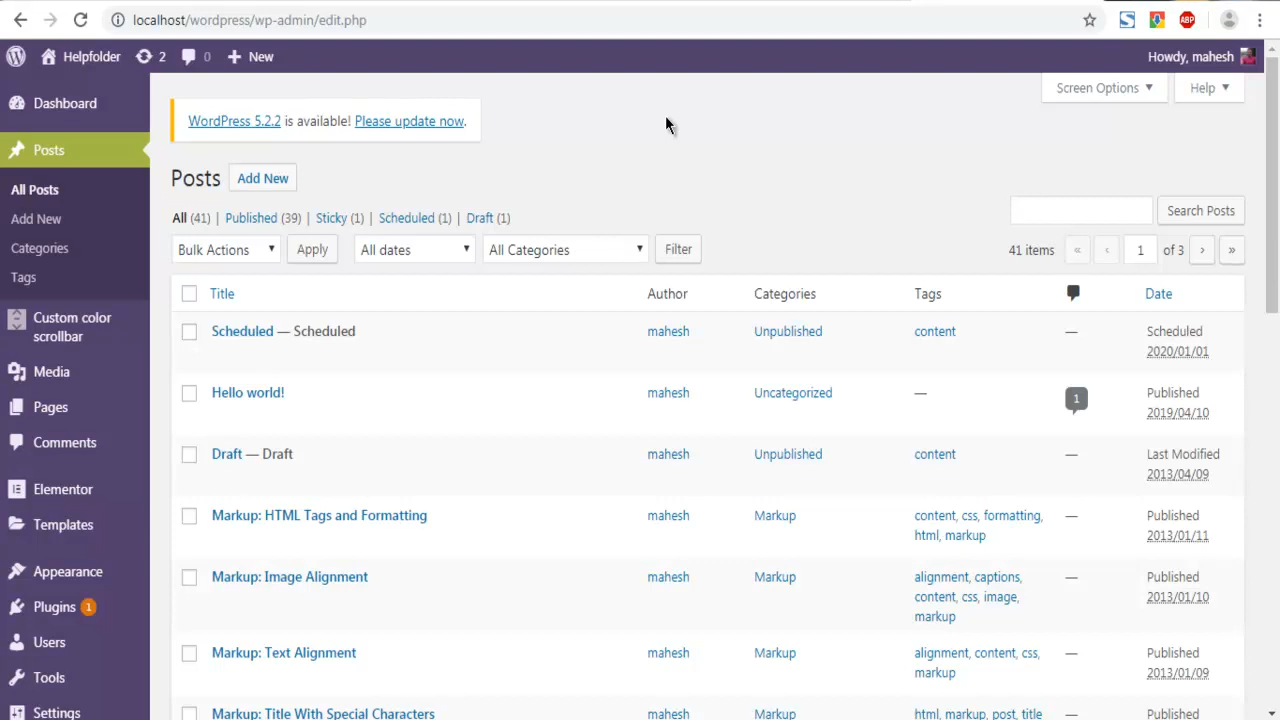 localhost/wordpress/wp-admin/edit.php
S
ABP
Helpfolder 2 0 New
Howdy, mahesh
Screen Options Help
Dashboard
Posts
All Posts
Add New
Categories
Tags
Custom color
scrollbar
Media
Pages
Comments
Elementor
Templates
Appearance
Plugins 1
Users
Tools
Settings
WordPress 5.2.2 is available! Please update now.
Posts Add New
All (41) | Published (39) | Sticky (1) | Scheduled (1) | Draft (1)
Search Posts
Bulk Actions Apply All dates All Categories Filter
41 items « ‹ 1 of 3 › »
Title Author Categories Tags Date
Scheduled — Scheduled mahesh Unpublished content — Scheduled
2020/01/01
Hello world! mahesh Uncategorized — 1 Published
2019/04/10
Draft — Draft mahesh Unpublished content — Last Modified
2013/04/09
Markup: HTML Tags and Formatting mahesh Markup content, css, formatting, — Published
html, markup 2013/01/11
Markup: Image Alignment mahesh Markup alignment, captions, — Published
content, css, image, 2013/01/10
markup
Markup: Text Alignment mahesh Markup alignment, content, css, — Published
markup 2013/01/09
Markup: Title With Special Characters mahesh Markup html, markup, post, title — Published